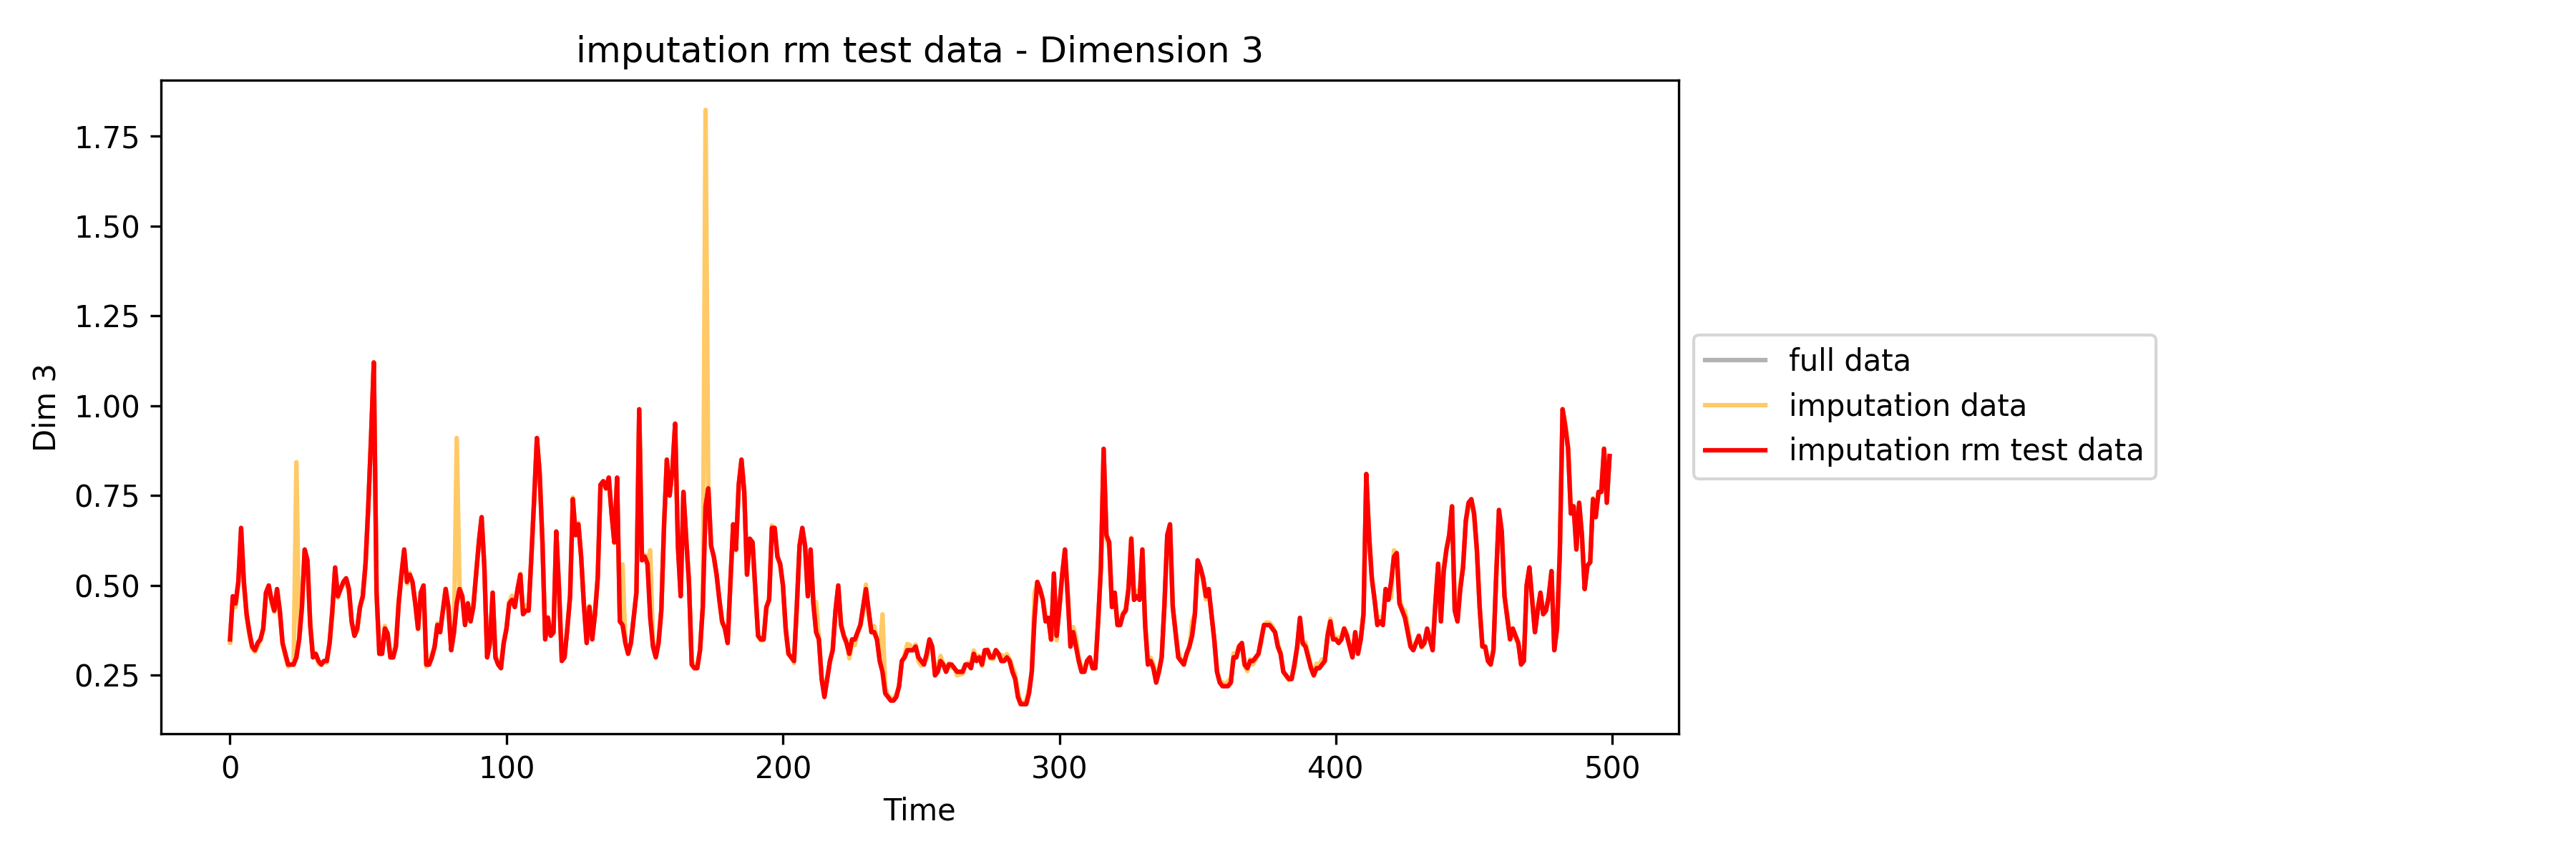 imputation rm test data - Dimension 3
1.75
1.50
1.25
1.00
0.75
0.50
0.25
Dim 3
0 100 200 300 400 500
Time
full data
imputation data
imputation rm test data